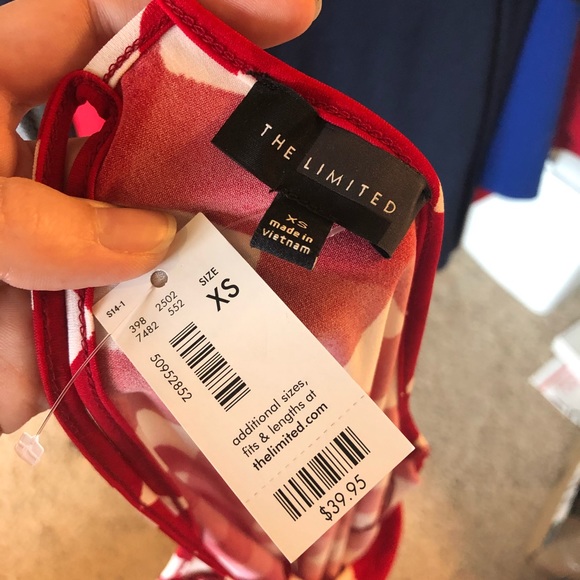 THE LIMITED
XS
made in
vietnam
S14-1
398 2502
7482 552
50952852
SIZE
XS
additional sizes,
fits & lengths at
thelimited.com
$39.95